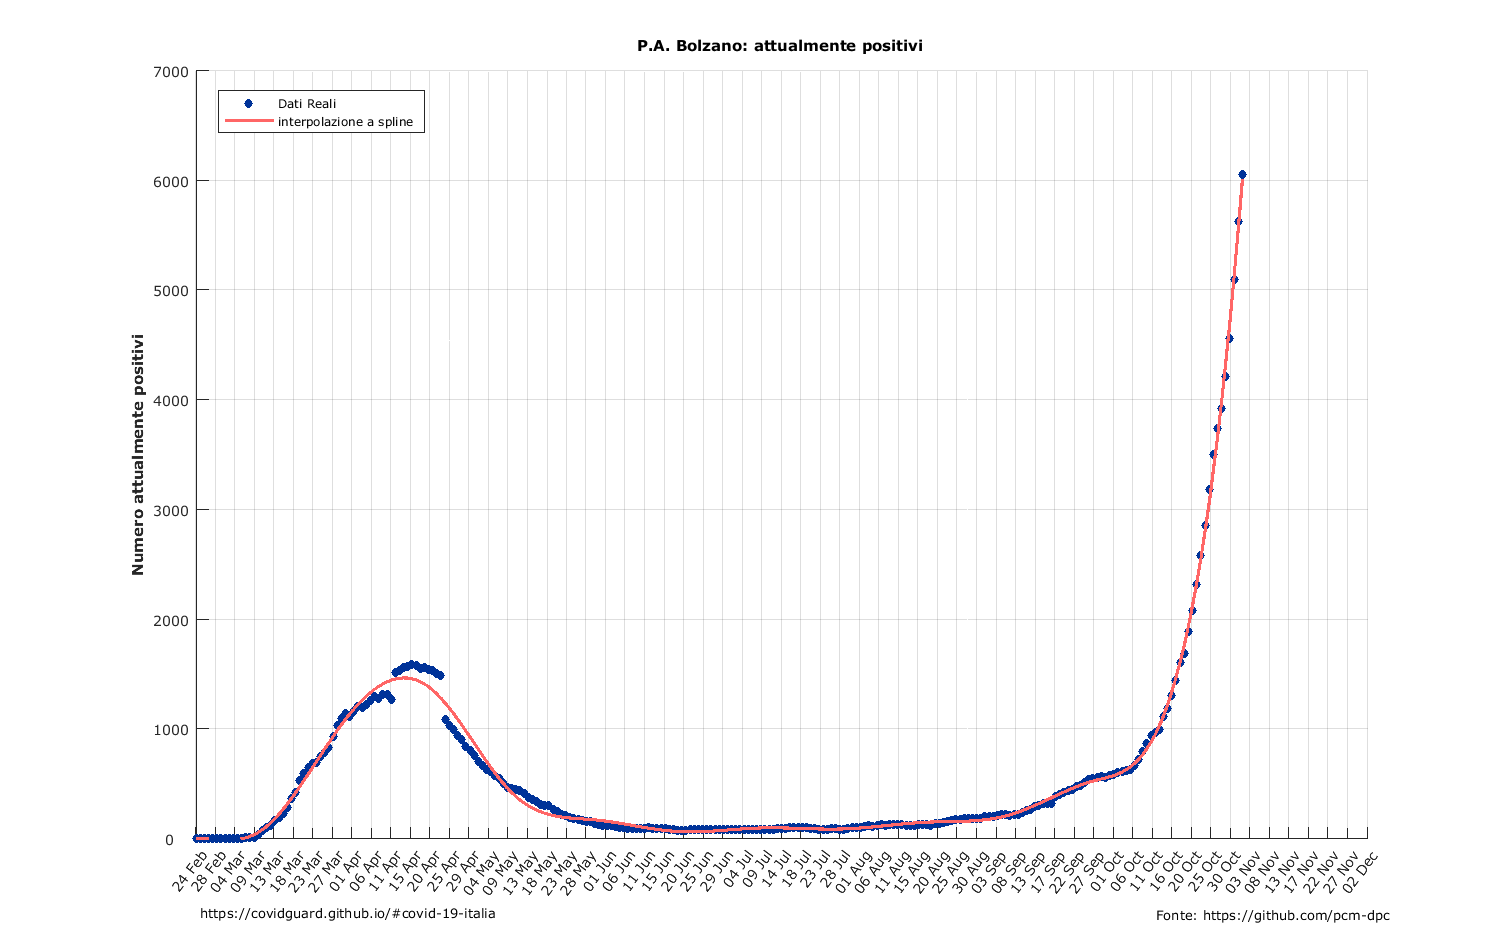 P.A. Bolzano: attualmente positivi
Numero attualmente positivi
7000
6000
5000
4000
3000
2000
1000
0
Dati Reali
interpolazione a spline
24 Feb
28 Feb
04 Mar
09 Mar
13 Mar
18 Mar
23 Mar
27 Mar
01 Apr
06 Apr
11 Apr
15 Apr
20 Apr
25 Apr
29 Apr
04 May
09 May
13 May
18 May
23 May
28 May
01 Jun
06 Jun
11 Jun
15 Jun
20 Jun
25 Jun
29 Jun
04 Jul
09 Jul
14 Jul
18 Jul
23 Jul
28 Jul
01 Aug
06 Aug
11 Aug
15 Aug
20 Aug
25 Aug
30 Aug
03 Sep
08 Sep
13 Sep
17 Sep
22 Sep
27 Sep
01 Oct
06 Oct
11 Oct
16 Oct
20 Oct
25 Oct
30 Oct
03 Nov
08 Nov
13 Nov
17 Nov
22 Nov
27 Nov
02 Dec
https://covidguard.github.io/#covid-19-italia
Fonte: https://github.com/pcm-dpc